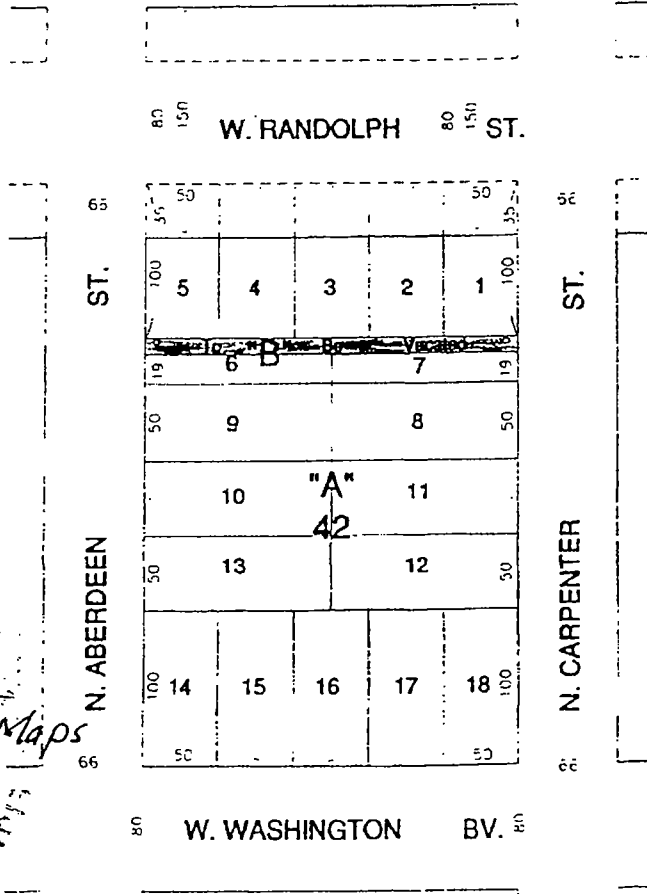 80 150 W. RANDOLPH 80 150 ST.
66 50 50
35 35
ST. ST.
100 5 4 3 2 1 100
"B" Vacated
19 6 7 19
50 9 8 50
"A"
10 11
42
50 13 12 50
N. ABERDEEN N. CARPENTER
100 14 15 16 17 18 100
Maps
66 50 50 66
80 W. WASHINGTON BV. 80